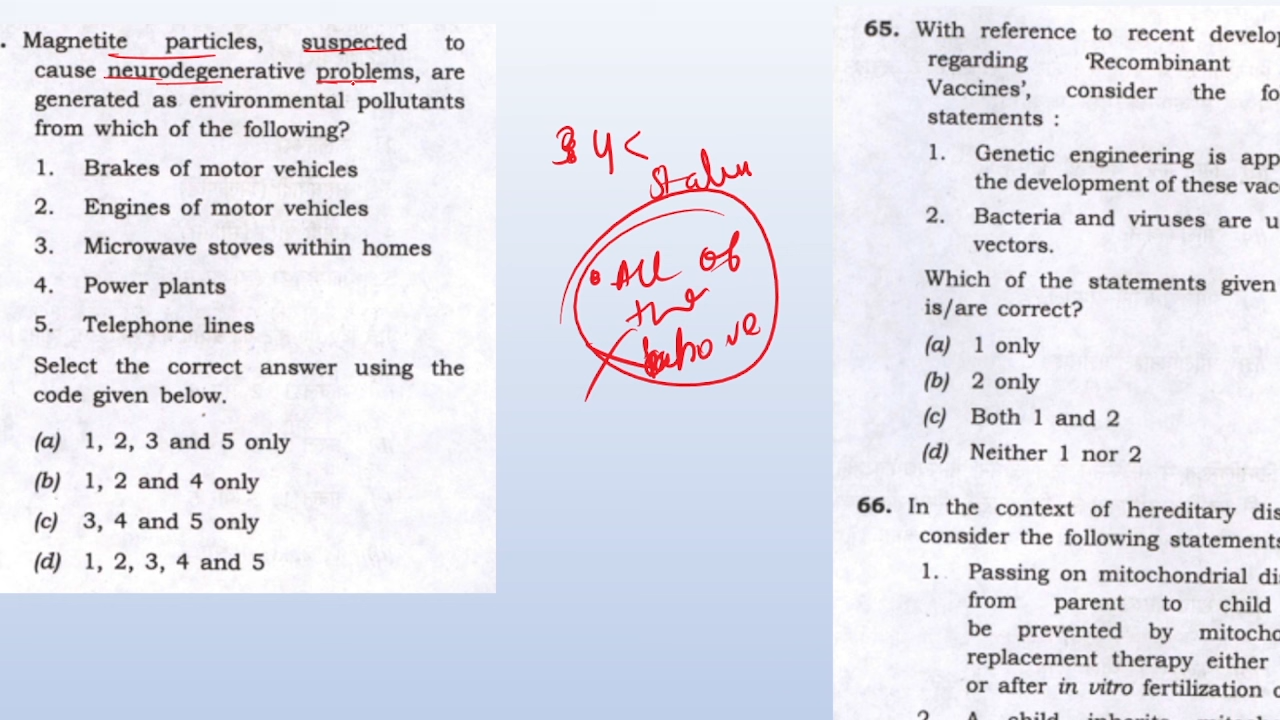 . Magnetite particles, suspected to
cause neurodegenerative problems, are
generated as environmental pollutants
from which of the following?
1. Brakes of motor vehicles
2. Engines of motor vehicles
3. Microwave stoves within homes
4. Power plants
5. Telephone lines
Select the correct answer using the
code given below.
(a) 1, 2, 3 and 5 only
(b) 1, 2 and 4 only
(c) 3, 4 and 5 only
(d) 1, 2, 3, 4 and 5
4 <
All of
the
above
65. With reference to recent develop
regarding 'Recombinant
Vaccines', consider the fo
statements :
1. Genetic engineering is app
the development of these vac
2. Bacteria and viruses are u
vectors.
Which of the statements given
is/are correct?
(a) 1 only
(b) 2 only
(c) Both 1 and 2
(d) Neither 1 nor 2
66. In the context of hereditary dis
consider the following statements
1. Passing on mitochondrial dis
from parent to child
be prevented by mitocho
replacement therapy either
or after in vitro fertilization o
2. A child inherits mitoch